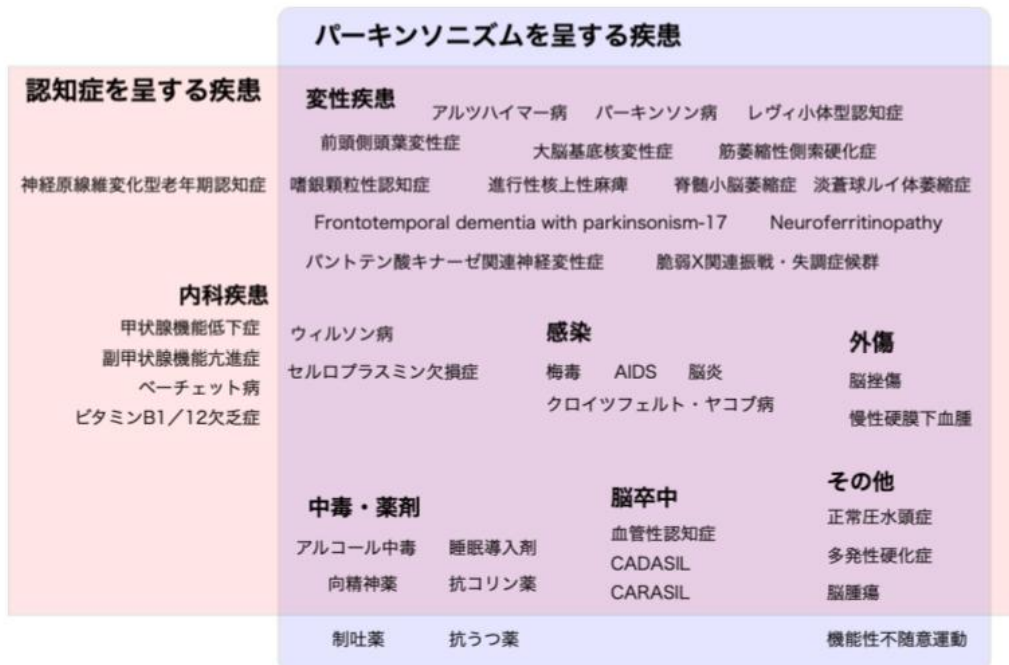 パーキンソニズムを呈する疾患
認知症を呈する疾患
変性疾患
アルツハイマー病 パーキンソン病 レヴィ小体型認知症
前頭側頭葉変性症 大脳基底核変性症 筋萎縮性側索硬化症
神経原線維変化型老年期認知症 嗜銀顆粒性認知症 進行性核上性麻痺 脊髄小脳萎縮症 淡蒼球ルイ体萎縮症
Frontotemporal dementia with parkinsonism-17 Neuroferritinopathy
パントテン酸キナーゼ関連神経変性症 脆弱X関連振戦・失調症候群
内科疾患
甲状腺機能低下症
副甲状腺機能亢進症
ベーチェット病
ビタミンB1／12欠乏症
ウィルソン病
セルロプラスミン欠損症
感染
梅毒 AIDS 脳炎
クロイツフェルト・ヤコブ病
外傷
脳挫傷
慢性硬膜下血腫
中毒・薬剤
アルコール中毒 睡眠導入剤
向精神薬 抗コリン薬
制吐薬 抗うつ薬
脳卒中
血管性認知症
CADASIL
CARASIL
その他
正常圧水頭症
多発性硬化症
脳腫瘍
機能性不随意運動